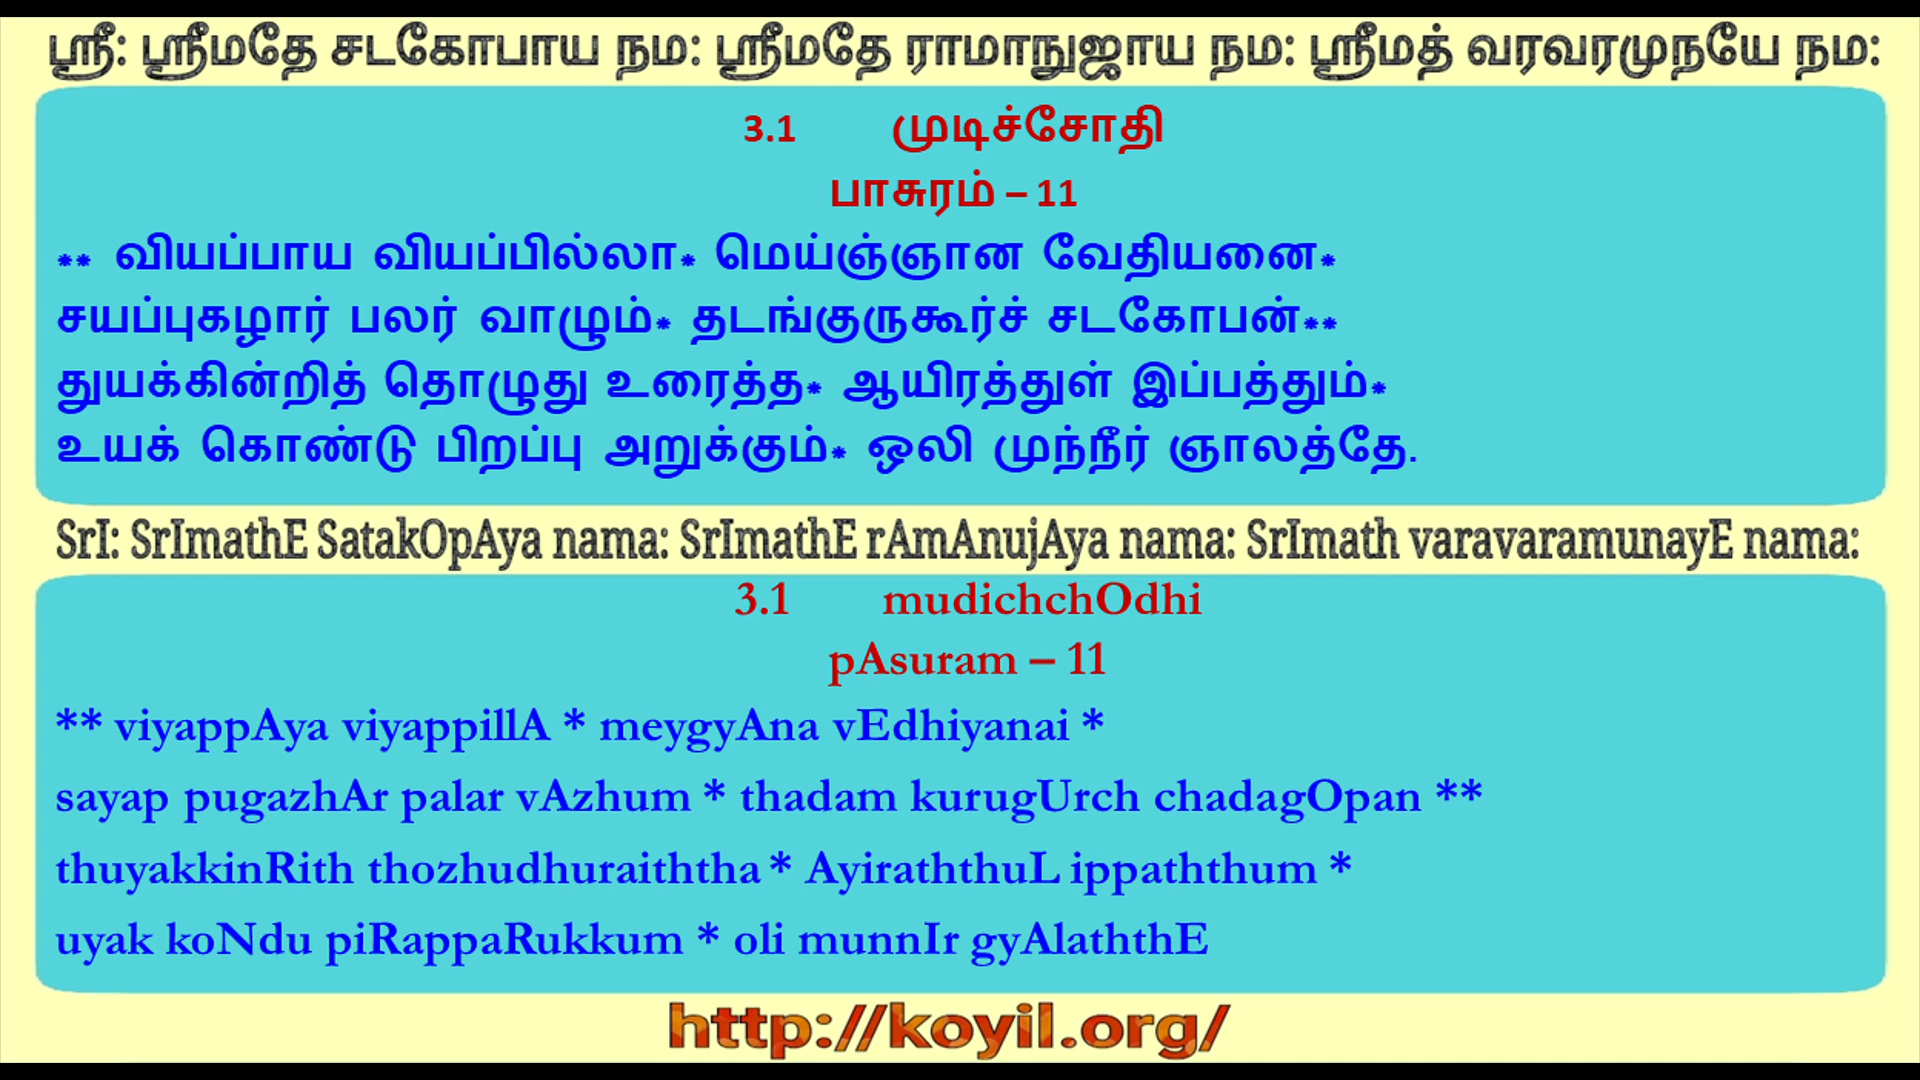 ஸ்ரீ: ஸ்ரீமதே சடகோபாய நம: ஸ்ரீமதே ராமாநுஜாய நம: ஸ்ரீமத் வரவரமுநயே நம:
3.1 முடிச்சோதி
பாசுரம் – 11
** வியப்பாய வியப்பில்லா* மெய்ஞ்ஞான வேதியனை*
சயப்புகழார் பலர் வாழும்* தடங்குருகூர்ச் சடகோபன்**
துயக்கின்றித் தொழுது உரைத்த* ஆயிரத்துள் இப்பத்தும்*
உயக் கொண்டு பிறப்பு அறுக்கும்* ஒலி முந்நீர் ஞாலத்தே.
SrI: SrImathE SatakOpAya nama: SrImathE rAmAnujAya nama: SrImath varavaramunayE nama:
3.1 mudichchOdhi
pAsuram – 11
** viyappAya viyappillA * meygyAna vEdhiyanai *
sayap pugazhAr palar vAzhum * thadam kurugUrch chadagOpan **
thuyakkinRith thozhudhuraiththa * AyiraththuL ippaththum *
uyak koNdu piRappaRukkum * oli munnIr gyAlaththE
http://koyil.org/